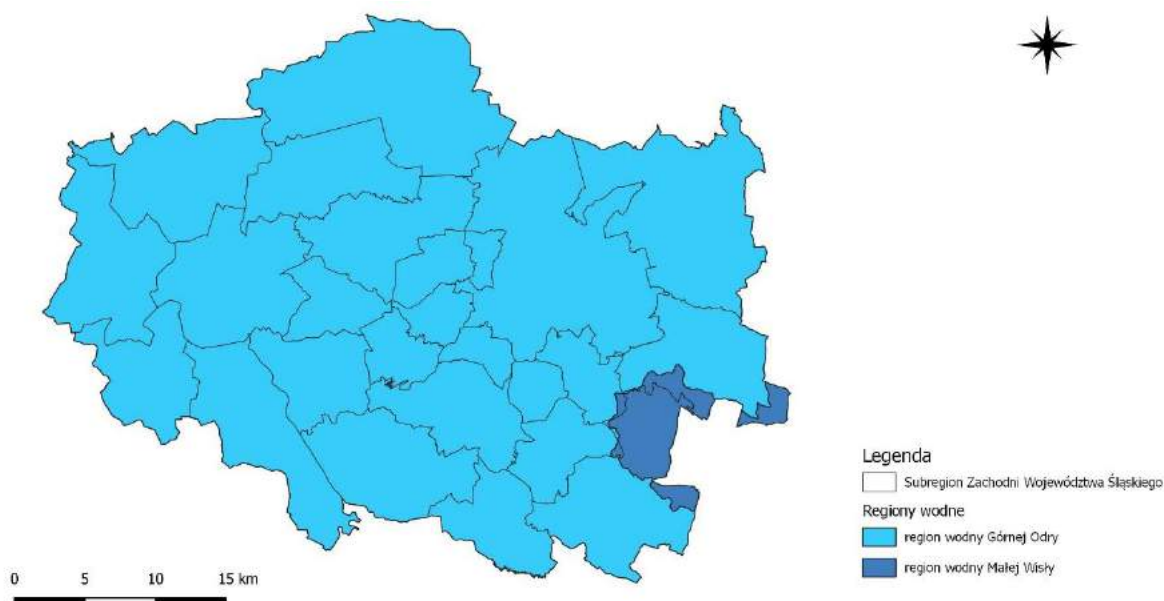 Legenda
Subregion Zachodni Województwa Śląskiego
Regiony wodne
region wodny Górnej Odry
region wodny Małej Wisły
0 5 10 15 km